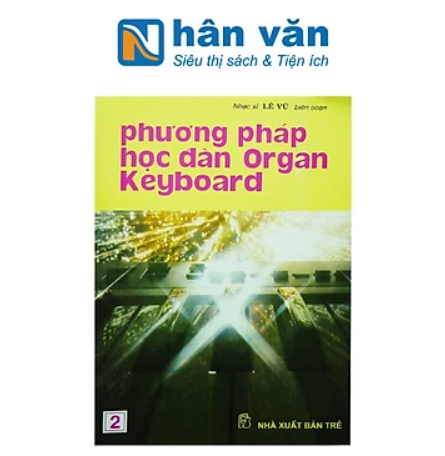 nhân văn
Siêu thị sách & Tiện ích
Nhạc sĩ LÊ VŨ biên soạn
phương pháp
học đàn Organ
Keyboard
2
NHÀ XUẤT BẢN TRẺ